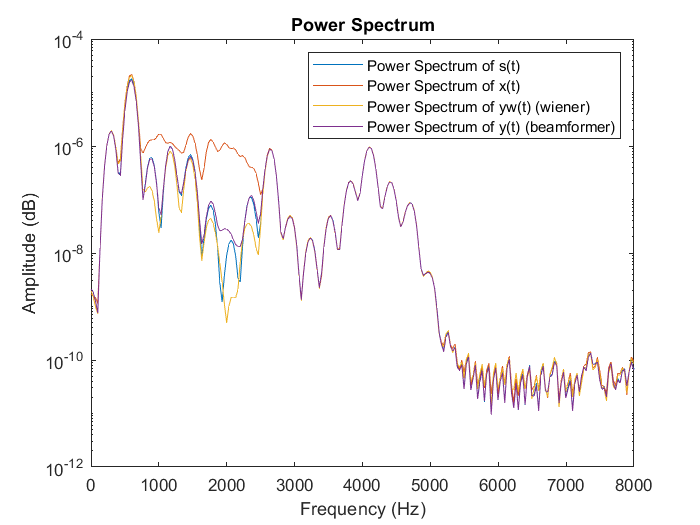 Power Spectrum
Power Spectrum of s(t)
Power Spectrum of x(t)
Power Spectrum of yw(t) (wiener)
Power Spectrum of y(t) (beamformer)
Amplitude (dB)
10^-4
10^-6
10^-8
10^-10
10^-12
0 1000 2000 3000 4000 5000 6000 7000 8000
Frequency (Hz)